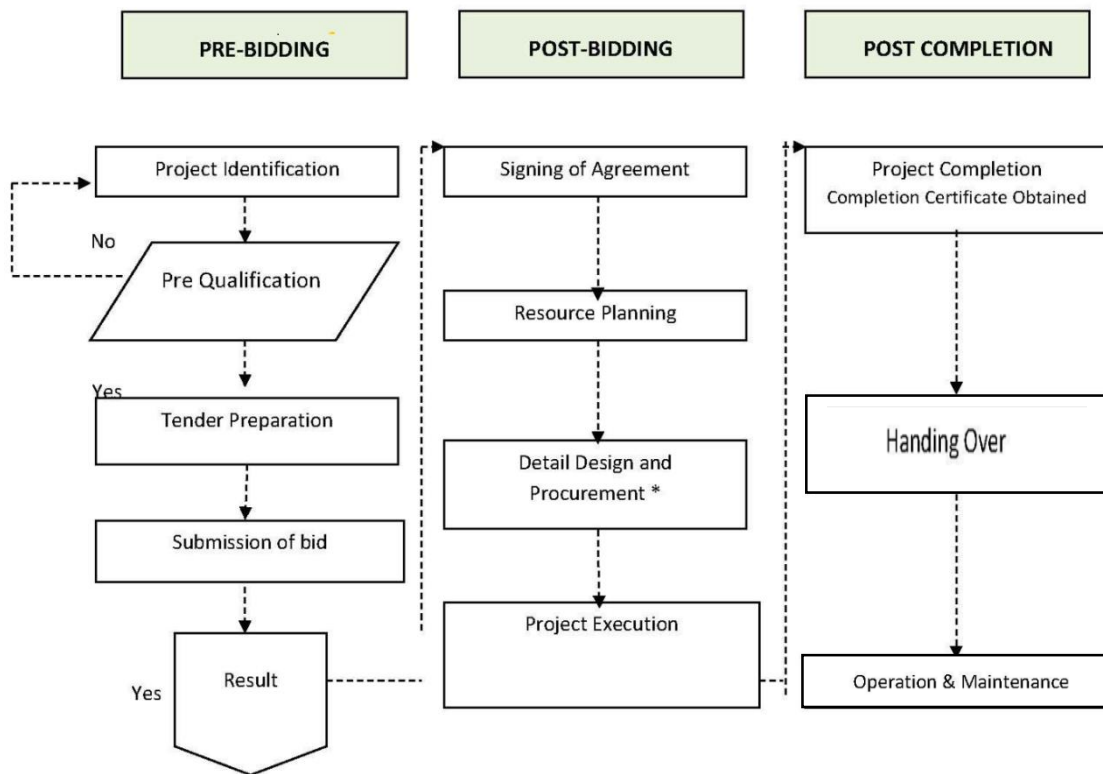 PRE-BIDDING
POST-BIDDING
POST COMPLETION
Project Identification
No
Pre Qualification
Yes
Tender Preparation
Submission of bid
Result
Yes
Signing of Agreement
Resource Planning
Detail Design and
Procurement *
Project Execution
Project Completion
Completion Certificate Obtained
Handing Over
Operation & Maintenance